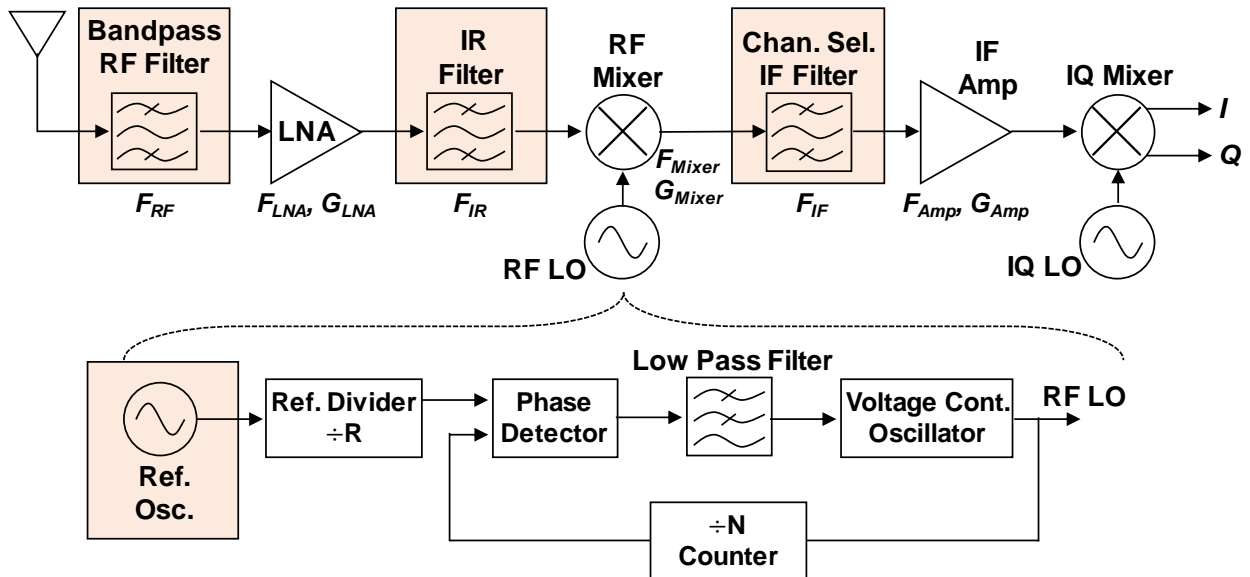 Bandpass
RF Filter
IR
Filter
RF
Mixer
Chan. Sel.
IF Filter
IF
Amp
IQ Mixer
LNA
I
Q
F_RF
F_LNA, G_LNA
F_IR
F_Mixer
G_Mixer
F_IF
F_Amp, G_Amp
RF LO
IQ LO
Low Pass Filter
Ref. Divider
÷R
Phase
Detector
Voltage Cont.
Oscillator
RF LO
Ref.
Osc.
÷N
Counter